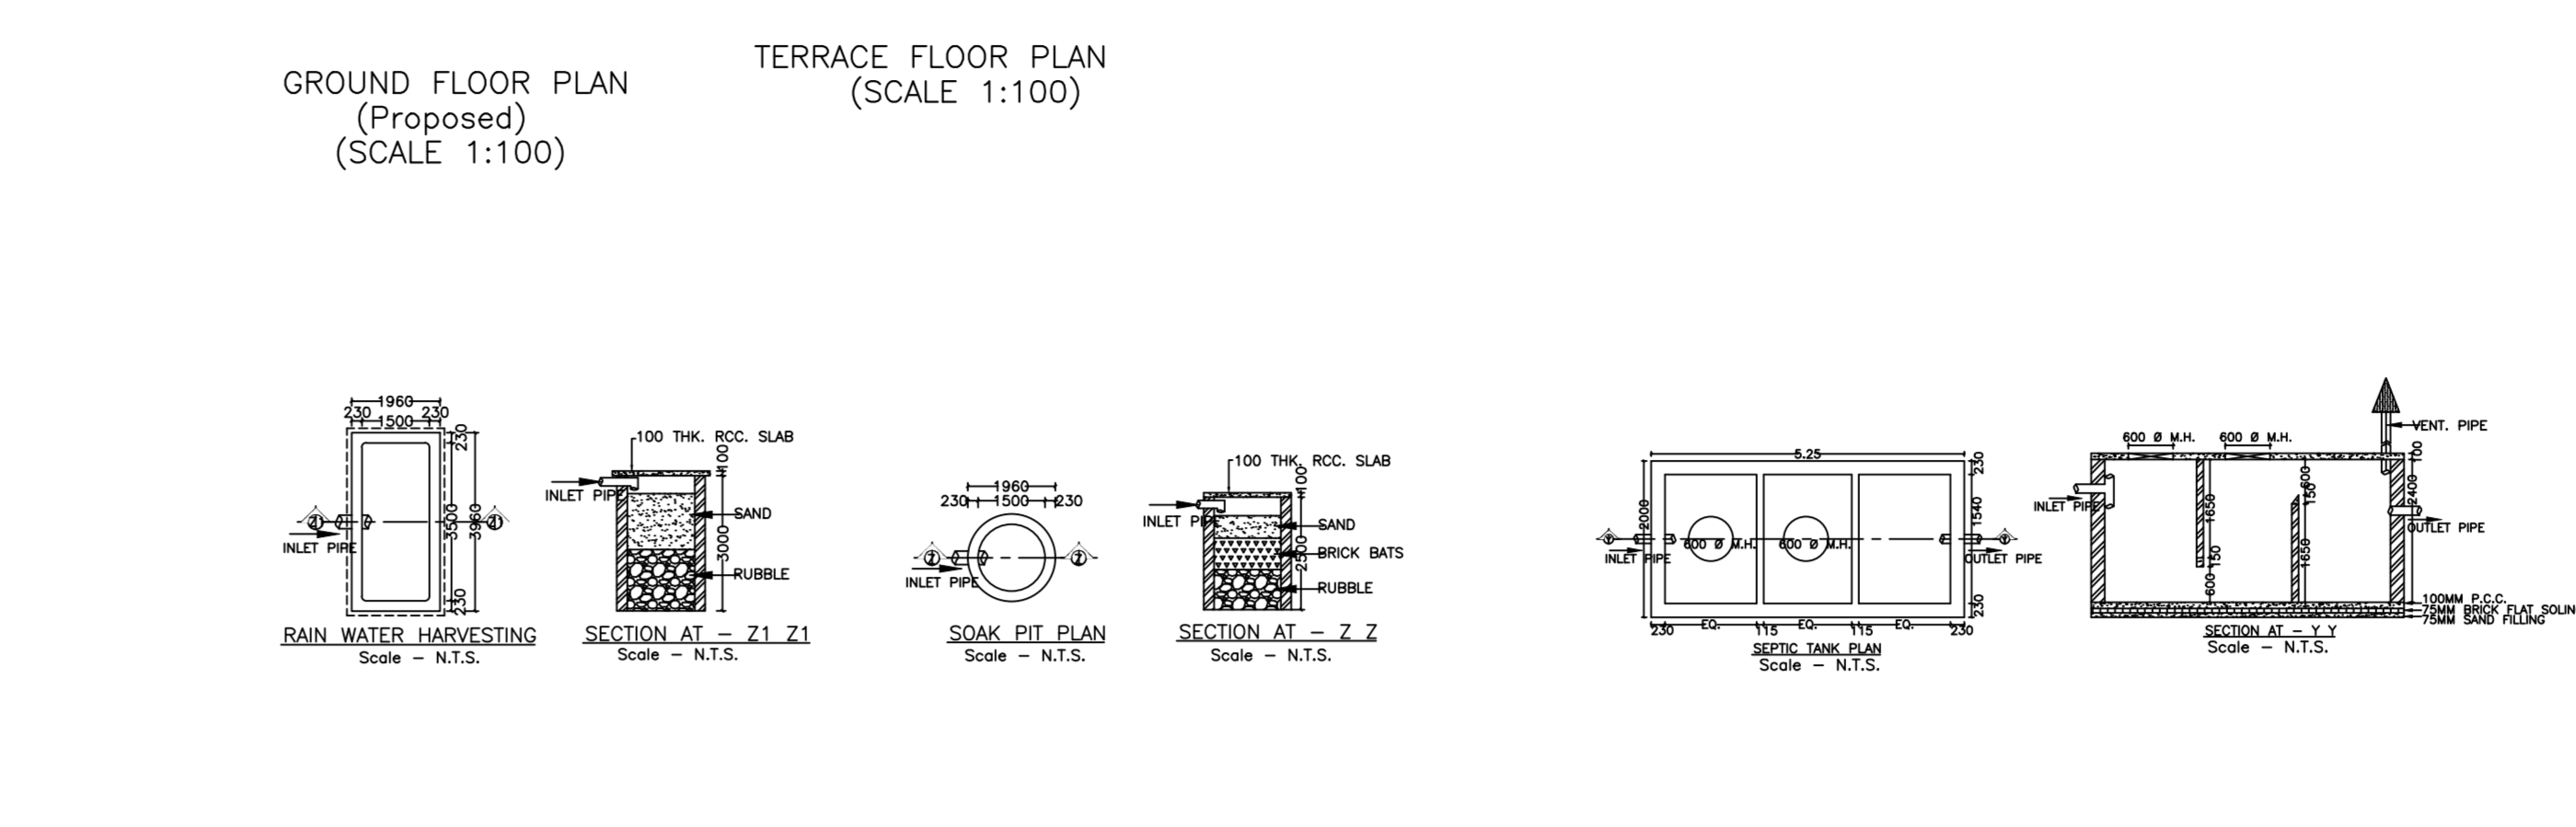 GROUND FLOOR PLAN
(Proposed)
(SCALE 1:100)
TERRACE FLOOR PLAN
(SCALE 1:100)
1960
230 1500 230
230
3500
3960
230
Z1
Z1
INLET PIPE
RAIN WATER HARVESTING
Scale – N.T.S.
100 THK. RCC. SLAB
100
INLET PIPE
SAND
3000
RUBBLE
SECTION AT – Z1 Z1
Scale – N.T.S.
1960
230 1500 230
Z
Z
INLET PIPE
SOAK PIT PLAN
Scale – N.T.S.
100 THK. RCC. SLAB
100
INLET PIPE
SAND
BRICK BATS
2500
RUBBLE
SECTION AT – Z Z
Scale – N.T.S.
5.25
230
2000
1540
600 Ø M.H.
600 Ø M.H.
Y
Y
INLET PIPE
OUTLET PIPE
230
230 EQ. 115 EQ. 115 EQ. 230
SEPTIC TANK PLAN
Scale – N.T.S.
VENT. PIPE
600 Ø M.H.
600 Ø M.H.
100
600
150
2400
INLET PIPE
1650
OUTLET PIPE
150
1650
600
100MM P.C.C.
75MM BRICK FLAT SOLIN
75MM SAND FILLING
SECTION AT – Y Y
Scale – N.T.S.